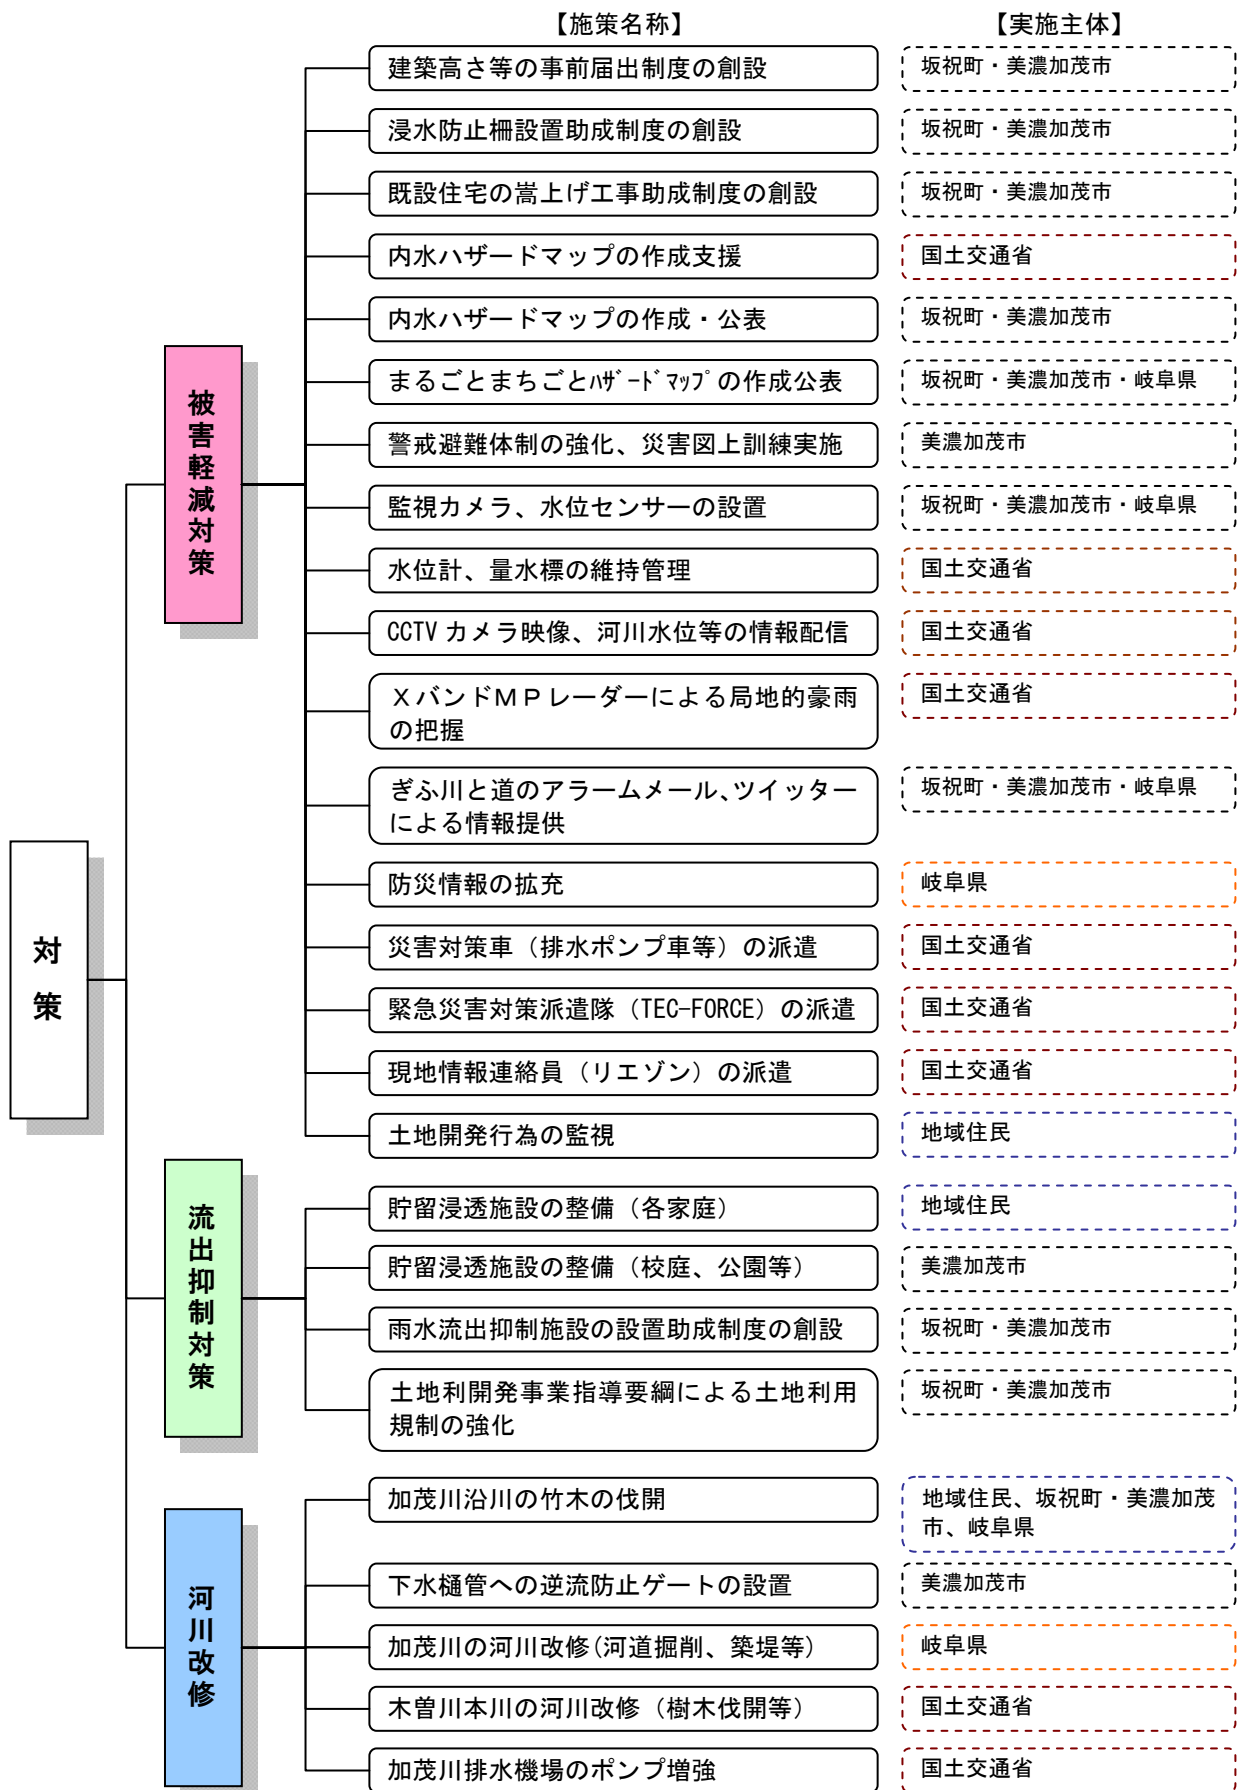 【施策名称】 【実施主体】
建築高さ等の事前届出制度の創設 坂祝町・美濃加茂市
浸水防止柵設置助成制度の創設 坂祝町・美濃加茂市
既設住宅の嵩上げ工事助成制度の創設 坂祝町・美濃加茂市
内水ハザードマップの作成支援 国土交通省
内水ハザードマップの作成・公表 坂祝町・美濃加茂市
まるごとまちごとﾊｻﾞｰﾄﾞﾏｯﾌﾟの作成公表 坂祝町・美濃加茂市・岐阜県
警戒避難体制の強化、災害図上訓練実施 美濃加茂市
監視カメラ、水位センサーの設置 坂祝町・美濃加茂市・岐阜県
水位計、量水標の維持管理 国土交通省
CCTV カメラ映像、河川水位等の情報配信 国土交通省
ＸバンドＭＰレーダーによる局地的豪雨
の把握
国土交通省
ぎふ川と道のアラームメール、ツイッター
による情報提供
坂祝町・美濃加茂市・岐阜県
防災情報の拡充 岐阜県
災害対策車（排水ポンプ車等）の派遣 国土交通省
緊急災害対策派遣隊（TEC-FORCE）の派遣 国土交通省
現地情報連絡員（リエゾン）の派遣 国土交通省
土地開発行為の監視 地域住民
被害軽減対策
対策
貯留浸透施設の整備（各家庭） 地域住民
貯留浸透施設の整備（校庭、公園等） 美濃加茂市
雨水流出抑制施設の設置助成制度の創設 坂祝町・美濃加茂市
土地利開発事業指導要綱による土地利用
規制の強化
坂祝町・美濃加茂市
流出抑制対策
加茂川沿川の竹木の伐開
地域住民、坂祝町・美濃加茂
市、岐阜県
下水樋管への逆流防止ゲートの設置 美濃加茂市
加茂川の河川改修(河道掘削、築堤等） 岐阜県
木曽川本川の河川改修（樹木伐開等） 国土交通省
加茂川排水機場のポンプ増強 国土交通省
河川改修